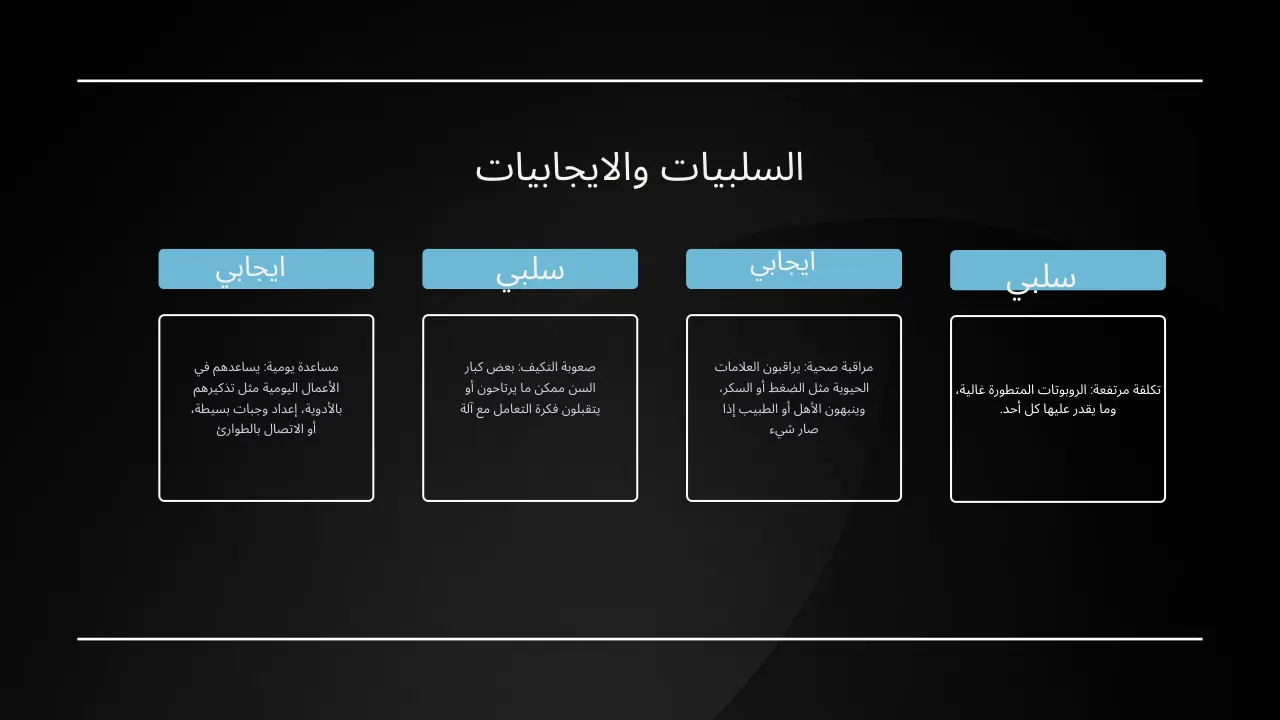 السلبيات والايجابيات
سلبي
تكلفة مرتفعة: الروبوتات المتطورة غالية،
وما يقدر عليها كل أحد.
ايجابي
مراقبة صحية: يراقبون العلامات
الحيوية مثل الضغط أو السكر،
وينبهون الأهل أو الطبيب إذا
صار شيء
سلبي
صعوبة التكيف: بعض كبار
السن ممكن ما يرتاحون أو
يتقبلون فكرة التعامل مع آلة
ايجابي
مساعدة يومية: يساعدهم في
الأعمال اليومية مثل تذكيرهم
بالأدوية، إعداد وجبات بسيطة،
أو الاتصال بالطوارئ